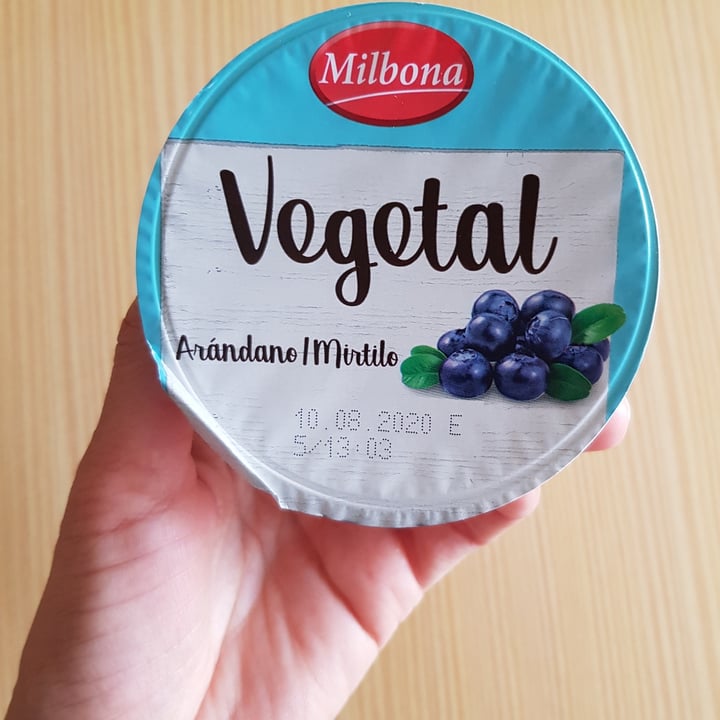 Milbona
Vegetal
Arándano/Mirtilo
10.08.2020 E
5/13:03